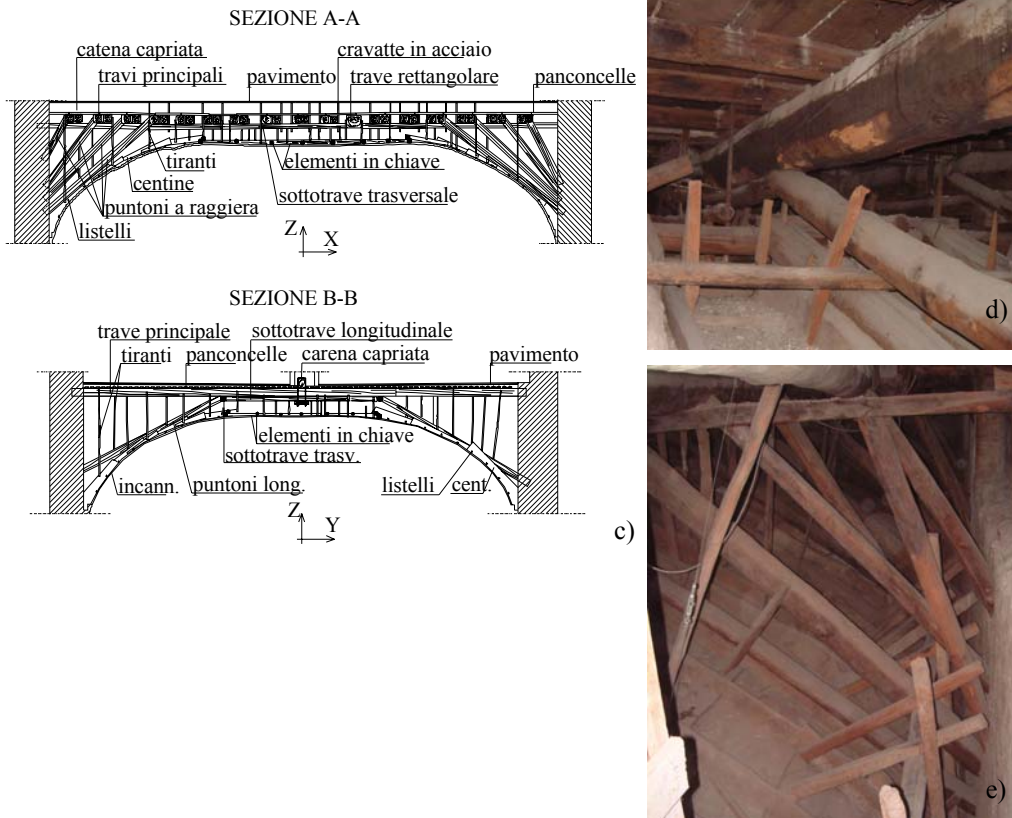 SEZIONE A-A
catena capriata
cravatte in acciaio
travi principali
pavimento
trave rettangolare
panconcelle
tiranti
elementi in chiave
centine
sottotrave trasversale
puntoni a raggiera
listelli
Z
X
SEZIONE B-B
trave principale
sottotrave longitudinale
tiranti
panconcelle
carena capriata
pavimento
elementi in chiave
sottotrave trasv.
incann.
puntoni long.
listelli
cent.
Z
Y
c)
d)
e)